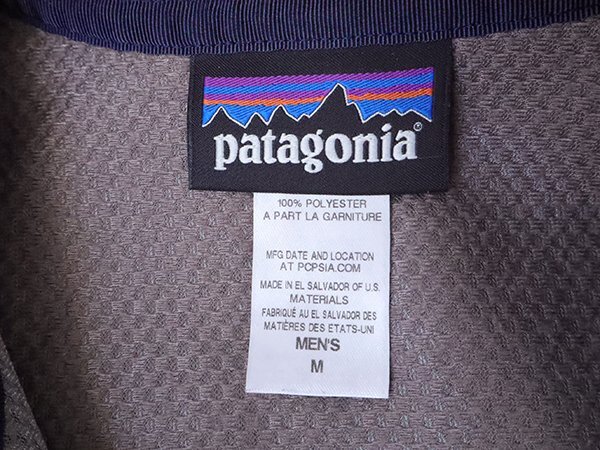 patagonia®
100% POLYESTER
A PART LA GARNITURE
MFG DATE AND LOCATION
AT PCPSIA.COM
MADE IN EL SALVADOR OF U.S.
MATERIALS
FABRIQUÉ AU EL SALVADOR DES
MATIÈRES DES ETATS-UNI
MEN'S
M